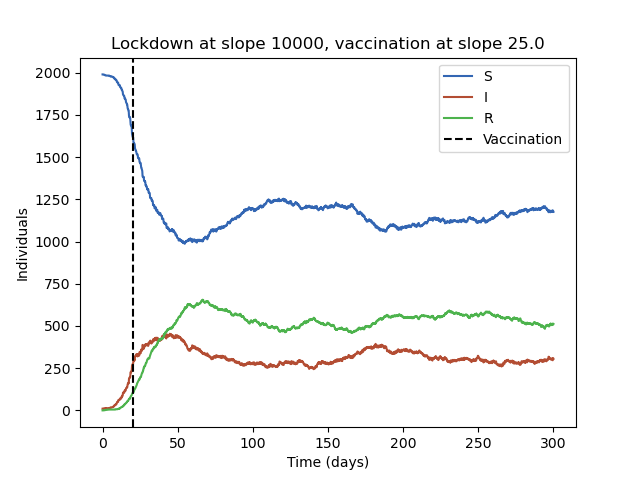 Lockdown at slope 10000, vaccination at slope 25.0
S
I
R
Vaccination
2000
1750
1500
1250
1000
750
500
250
0
Individuals
0 50 100 150 200 250 300
Time (days)